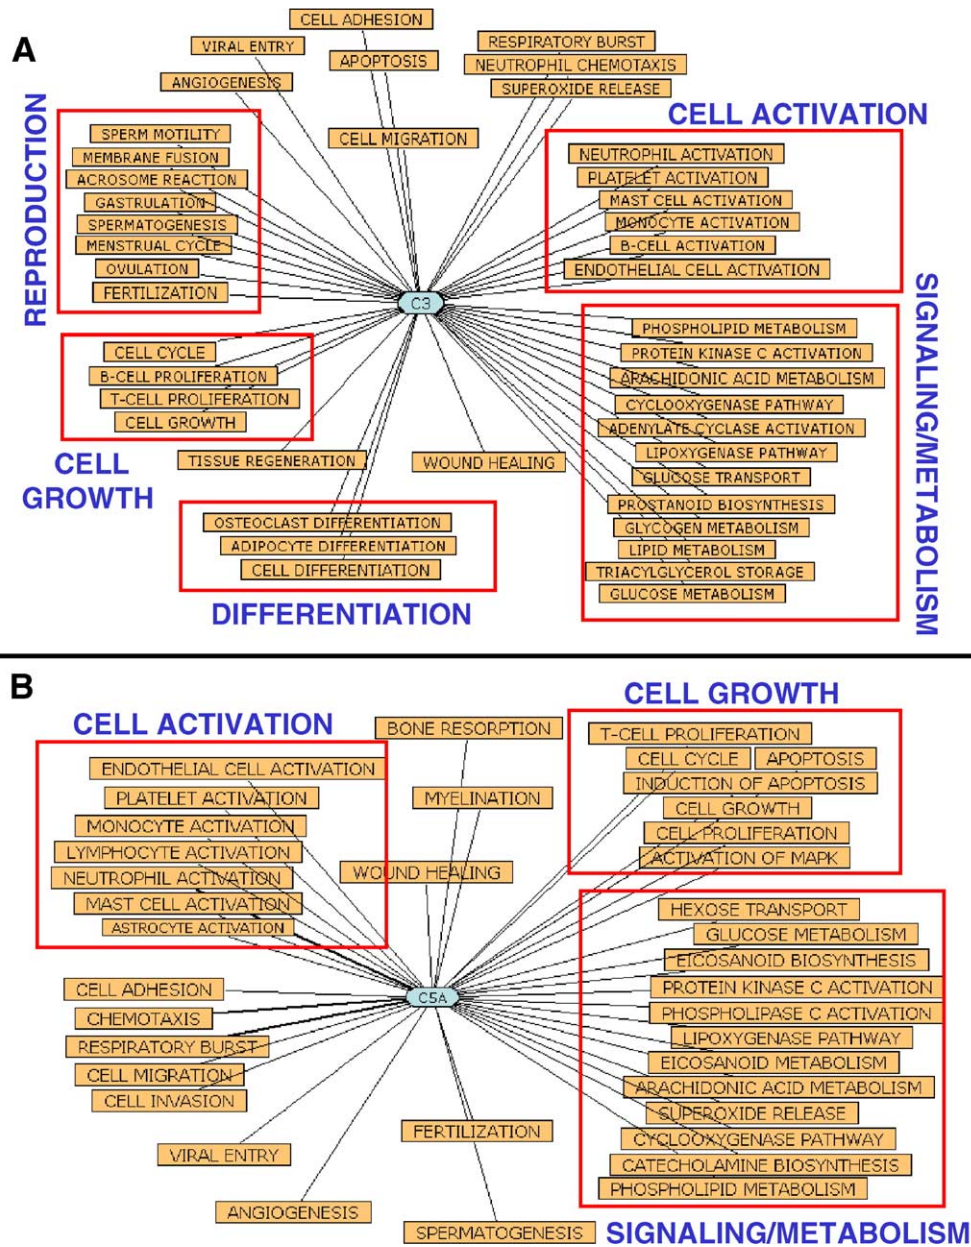 A
CELL ADHESION
VIRAL ENTRY
APOPTOSIS
ANGIOGENESIS
RESPIRATORY BURST
NEUTROPHIL CHEMOTAXIS
SUPEROXIDE RELEASE
CELL MIGRATION
REPRODUCTION
SPERM MOTILITY
MEMBRANE FUSION
ACROSOME REACTION
GASTRULATION
SPERMATOGENESIS
MENSTRUAL CYCLE
OVULATION
FERTILIZATION
CELL ACTIVATION
NEUTROPHIL ACTIVATION
PLATELET ACTIVATION
MAST CELL ACTIVATION
MONOCYTE ACTIVATION
B-CELL ACTIVATION
ENDOTHELIAL CELL ACTIVATION
C3
CELL CYCLE
B-CELL PROLIFERATION
T-CELL PROLIFERATION
CELL GROWTH
CELL
GROWTH
TISSUE REGENERATION
WOUND HEALING
SIGNALING/METABOLISM
PHOSPHOLIPID METABOLISM
PROTEIN KINASE C ACTIVATION
ARACHIDONIC ACID METABOLISM
CYCLOOXYGENASE PATHWAY
ADENYLATE CYCLASE ACTIVATION
LIPOXYGENASE PATHWAY
GLUCOSE TRANSPORT
PROSTANOID BIOSYNTHESIS
GLYCOGEN METABOLISM
LIPID METABOLISM
TRIACYLGLYCEROL STORAGE
GLUCOSE METABOLISM
OSTEOCLAST DIFFERENTIATION
ADIPOCYTE DIFFERENTIATION
CELL DIFFERENTIATION
DIFFERENTIATION
B
CELL ACTIVATION
ENDOTHELIAL CELL ACTIVATION
PLATELET ACTIVATION
MONOCYTE ACTIVATION
LYMPHOCYTE ACTIVATION
NEUTROPHIL ACTIVATION
MAST CELL ACTIVATION
ASTROCYTE ACTIVATION
BONE RESORPTION
MYELINATION
WOUND HEALING
CELL GROWTH
T-CELL PROLIFERATION
CELL CYCLE
APOPTOSIS
INDUCTION OF APOPTOSIS
CELL GROWTH
CELL PROLIFERATION
ACTIVATION OF MAPK
C5A
CELL ADHESION
CHEMOTAXIS
RESPIRATORY BURST
CELL MIGRATION
CELL INVASION
VIRAL ENTRY
ANGIOGENESIS
FERTILIZATION
SPERMATOGENESIS
HEXOSE TRANSPORT
GLUCOSE METABOLISM
EICOSANOID BIOSYNTHESIS
PROTEIN KINASE C ACTIVATION
PHOSPHOLIPASE C ACTIVATION
LIPOXYGENASE PATHWAY
EICOSANOID METABOLISM
ARACHIDONIC ACID METABOLISM
SUPEROXIDE RELEASE
CYCLOOXYGENASE PATHWAY
CATECHOLAMINE BIOSYNTHESIS
PHOSPHOLIPID METABOLISM
SIGNALING/METABOLISM